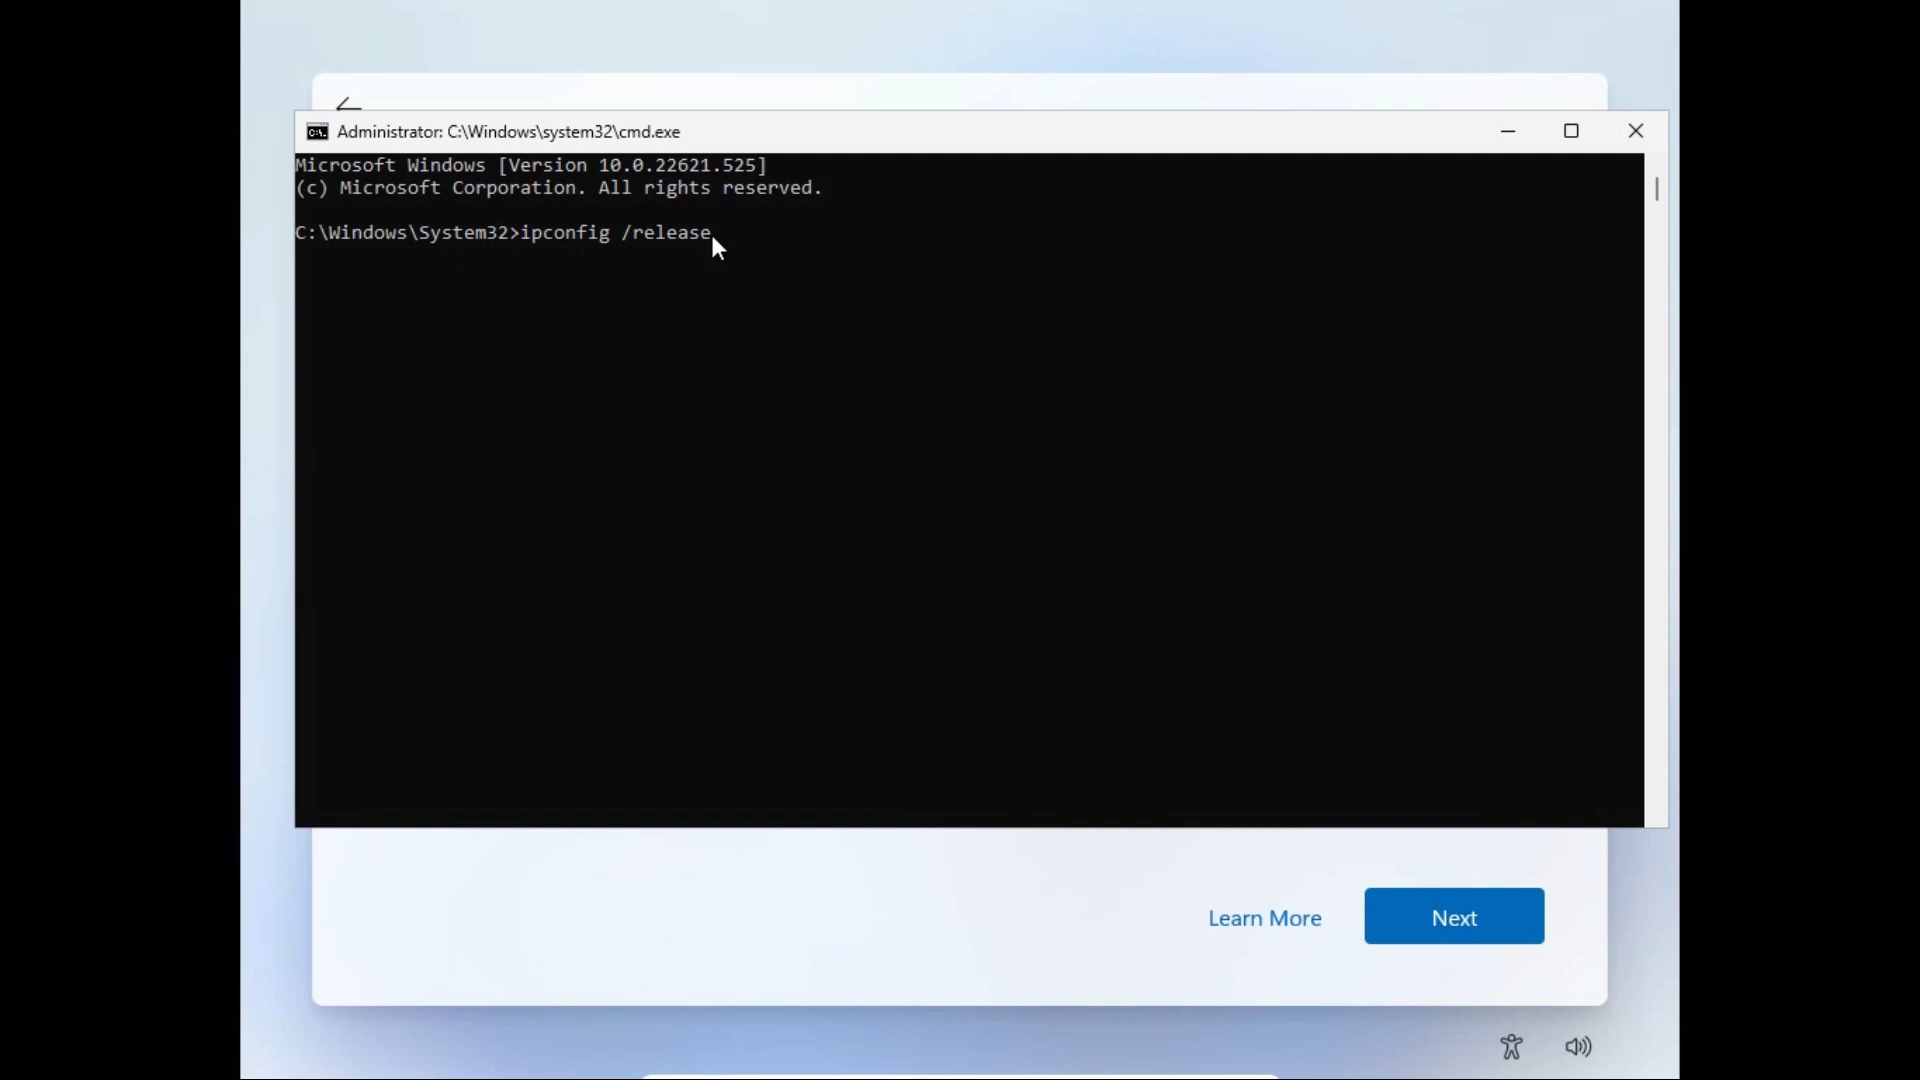 Administrator: C:\Windows\system32\cmd.exe
Microsoft Windows [Version 10.0.22621.525]
(c) Microsoft Corporation. All rights reserved.
C:\Windows\System32>ipconfig /release
Learn More
Next